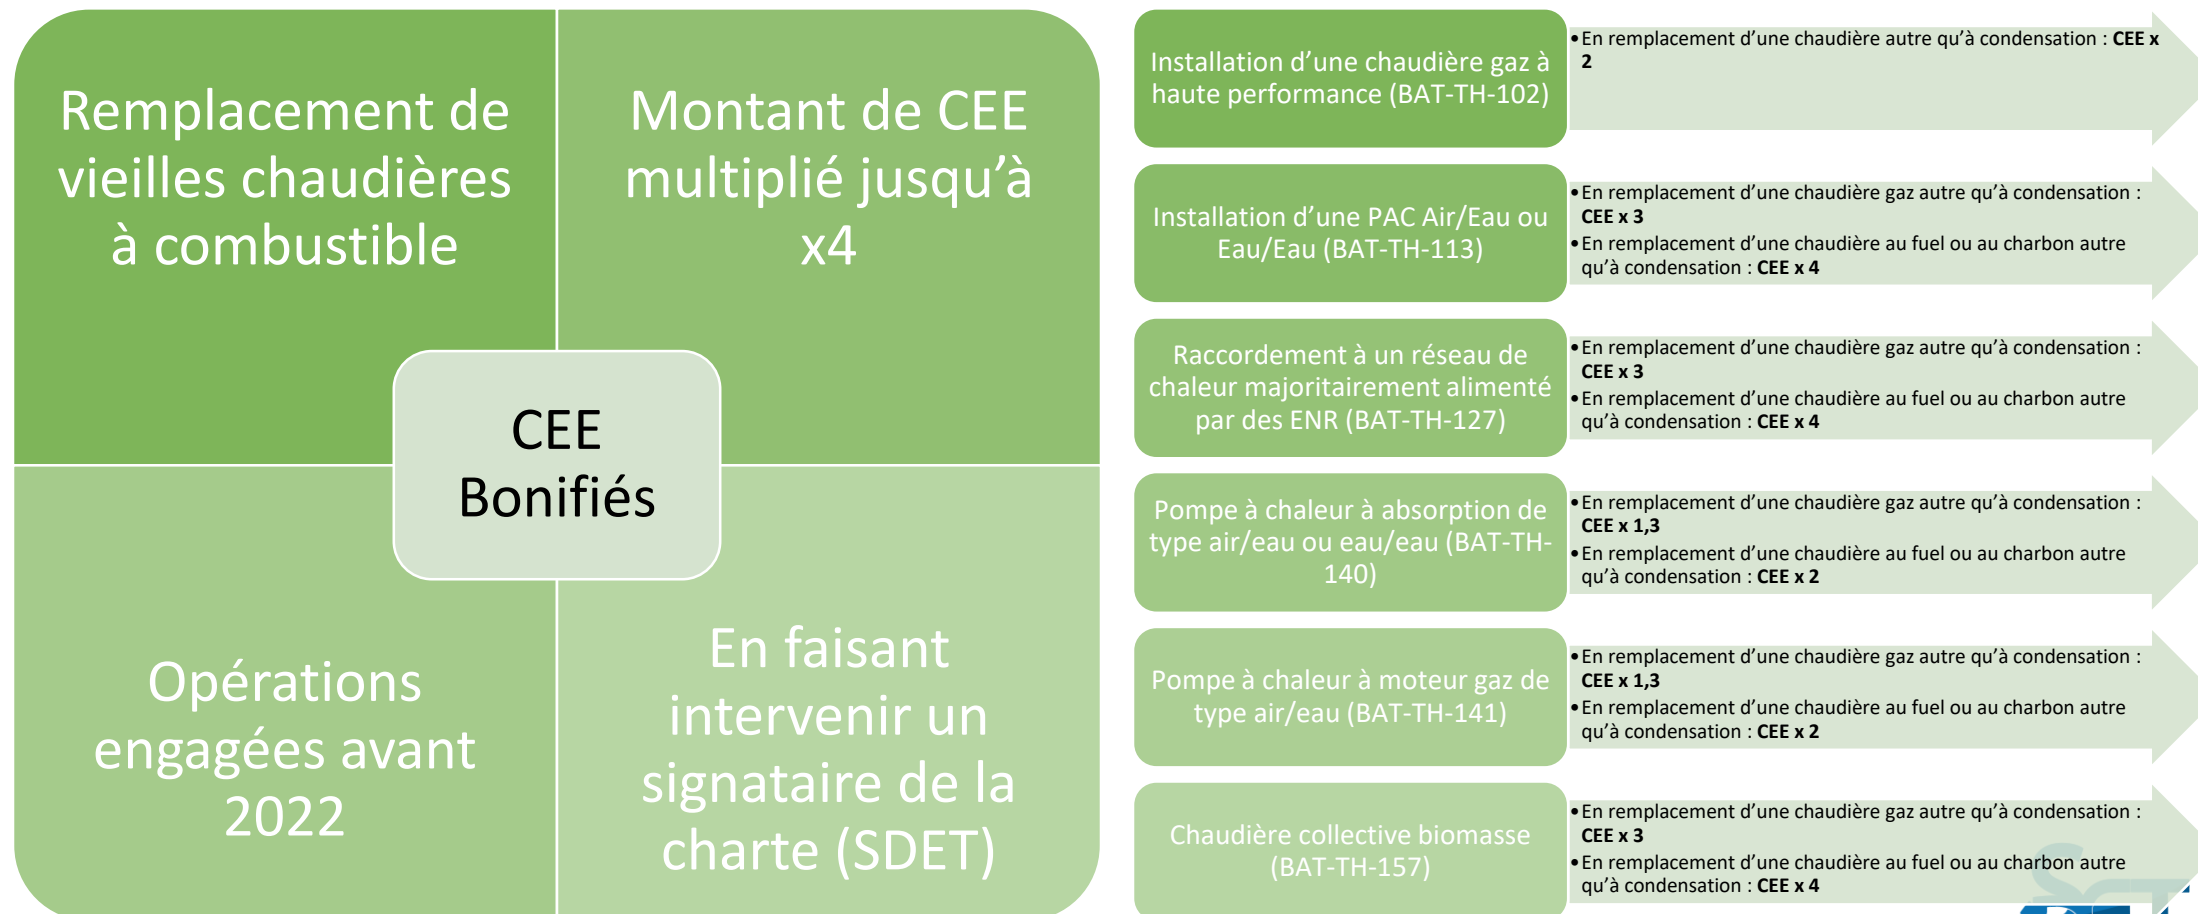 Remplacement de
vieilles chaudières
à combustible
Montant de CEE
multiplié jusqu’à
x4
CEE
Bonifiés
Opérations
engagées avant
2022
En faisant
intervenir un
signataire de la
charte (SDET)
Installation d’une chaudière gaz à
haute performance (BAT-TH-102)
•En remplacement d’une chaudière autre qu’à condensation : CEE x
2
Installation d’une PAC Air/Eau ou
Eau/Eau (BAT-TH-113)
•En remplacement d’une chaudière gaz autre qu’à condensation :
CEE x 3
•En remplacement d’une chaudière au fuel ou au charbon autre
qu’à condensation : CEE x 4
Raccordement à un réseau de
chaleur majoritairement alimenté
par des ENR (BAT-TH-127)
•En remplacement d’une chaudière gaz autre qu’à condensation :
CEE x 3
•En remplacement d’une chaudière au fuel ou au charbon autre
qu’à condensation : CEE x 4
Pompe à chaleur à absorption de
type air/eau ou eau/eau (BAT-TH-
140)
•En remplacement d’une chaudière gaz autre qu’à condensation :
CEE x 1,3
•En remplacement d’une chaudière au fuel ou au charbon autre
qu’à condensation : CEE x 2
Pompe à chaleur à moteur gaz de
type air/eau (BAT-TH-141)
•En remplacement d’une chaudière gaz autre qu’à condensation :
CEE x 1,3
•En remplacement d’une chaudière au fuel ou au charbon autre
qu’à condensation : CEE x 2
Chaudière collective biomasse
(BAT-TH-157)
•En remplacement d’une chaudière gaz autre qu’à condensation :
CEE x 3
•En remplacement d’une chaudière au fuel ou au charbon autre
qu’à condensation : CEE x 4